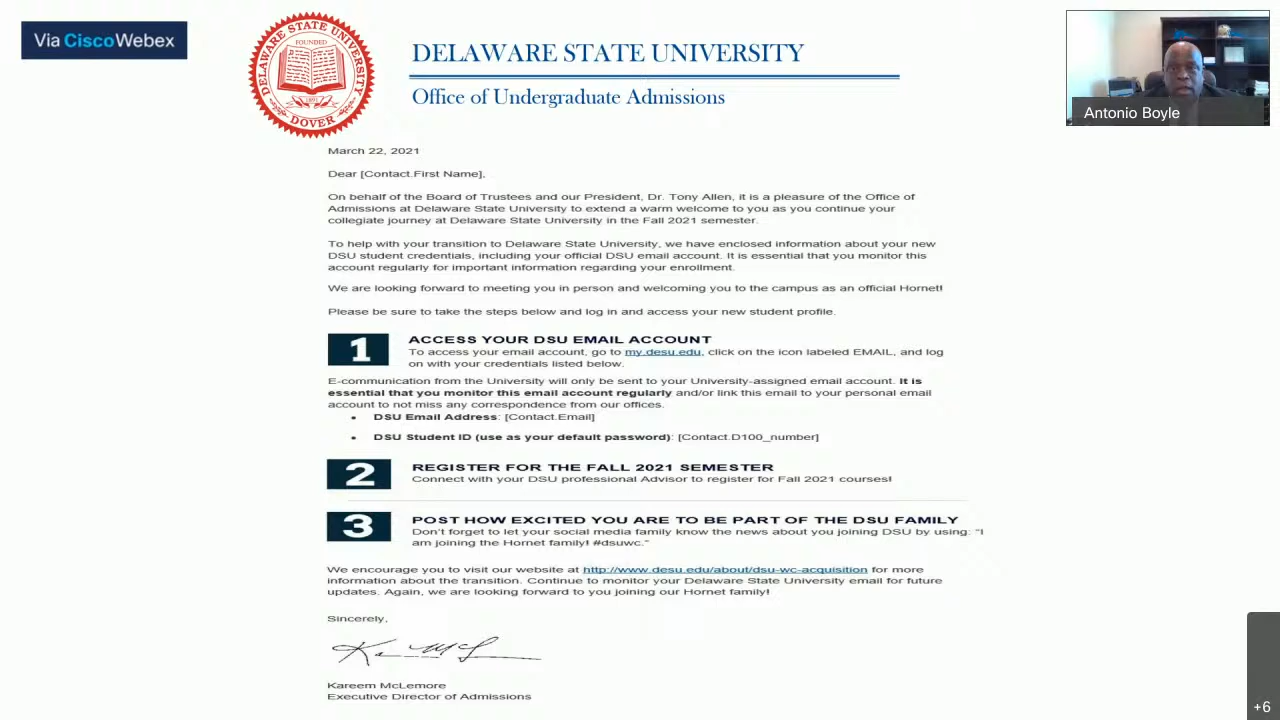 Via CiscoWebex
DELAWARE STATE UNIVERSITY
FOUNDED
1891
DOVER
DELAWARE STATE UNIVERSITY
Office of Undergraduate Admissions
Antonio Boyle
March 22, 2021
Dear [Contact.First Name],
On behalf of the Board of Trustees and our President, Dr. Tony Allen, it is a pleasure of the Office of
Admissions at Delaware State University to extend a warm welcome to you as you continue your
collegiate journey at Delaware State University in the Fall 2021 semester.
To help with your transition to Delaware State University, we have enclosed information about your new
DSU student credentials, including your official DSU email account. It is essential that you monitor this
account regularly for important information regarding your enrollment.
We are looking forward to meeting you in person and welcoming you to the campus as an official Hornet!
Please be sure to take the steps below and log in and access your new student profile.
1 ACCESS YOUR DSU EMAIL ACCOUNT
To access your email account, go to my.desu.edu, click on the icon labeled EMAIL, and log
on with your credentials listed below.
E-communication from the University will only be sent to your University-assigned email account. It is
essential that you monitor this email account regularly and/or link this email to your personal email
account to not miss any correspondence from our offices.
• DSU Email Address: [Contact.Email]
• DSU Student ID (use as your default password): [Contact.D100_number]
2 REGISTER FOR THE FALL 2021 SEMESTER
Connect with your DSU professional Advisor to register for Fall 2021 courses!
3 POST HOW EXCITED YOU ARE TO BE PART OF THE DSU FAMILY
Don't forget to let your social media family know the news about you joining DSU by using: "I
am joining the Hornet family! #dsuwc."
We encourage you to visit our website at http://www.desu.edu/about/dsu-wc-acquisition for more
information about the transition. Continue to monitor your Delaware State University email for future
updates. Again, we are looking forward to you joining our Hornet family!
Sincerely,
Kareem McLemore
Executive Director of Admissions
+6